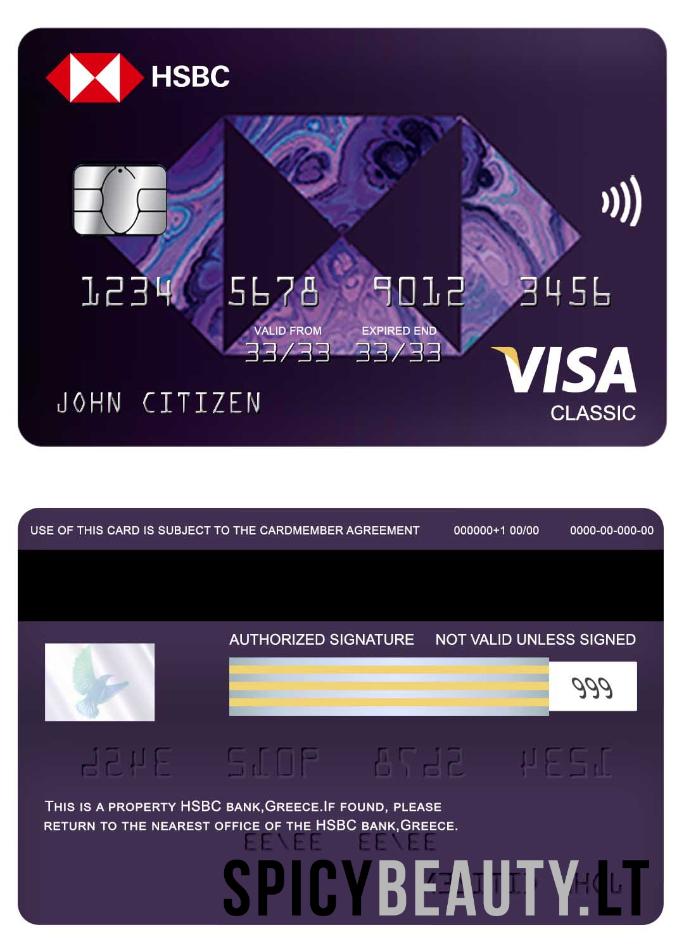 HSBC
1234 5678 9012 3456
VALID FROM EXPIRED END
33/33 33/33
VISA
JOHN CITIZEN
CLASSIC
USE OF THIS CARD IS SUBJECT TO THE CARDMEMBER AGREEMENT 000000+1 00/00 0000-00-000-00
AUTHORIZED SIGNATURE NOT VALID UNLESS SIGNED
999
THIS IS A PROPERTY HSBC BANK,GREECE.IF FOUND, PLEASE
RETURN TO THE NEAREST OFFICE OF THE HSBC BANK,GREECE.
SPICYBEAUTY.LT